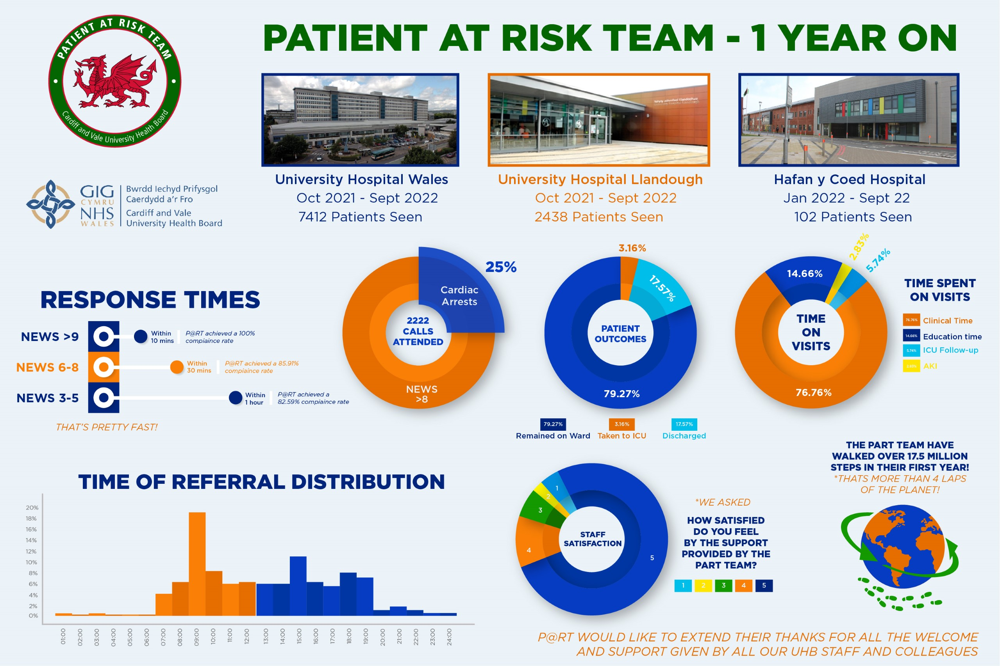 PATIENT AT RISK TEAM
Cardiff and Vale University Health Board
PATIENT AT RISK TEAM - 1 YEAR ON
GIG
CYMRU
NHS
WALES
Bwrdd Iechyd Prifysgol
Caerdydd a'r Fro
Cardiff and Vale
University Health Board
Ysbyty Athrofaol Llandochau
University Hospital Llandough
University Hospital Wales
Oct 2021 - Sept 2022
7412 Patients Seen
University Hospital Llandough
Oct 2021 - Sept 2022
2438 Patients Seen
Hafan y Coed Hospital
Jan 2022 - Sept 22
102 Patients Seen
RESPONSE TIMES
NEWS >9
Within
10 mins
P@RT achieved a 100%
compiaince rate
NEWS 6-8
Within
30 mins
P@RT achieved a 85.91%
compiaince rate
NEWS 3-5
Within
1 hour
P@RT achieved a
82.59% compiaince rate
THAT'S PRETTY FAST!
25%
Cardiac
Arrests
2222
CALLS
ATTENDED
NEWS
>8
3.16%
17.57%
PATIENT
OUTCOMES
79.27%
79.27%
Remained on Ward
3.16%
Taken to ICU
17.57%
Discharged
14.66%
2.83%
5.74%
TIME
ON
VISITS
76.76%
TIME SPENT
ON VISITS
76.76% Clinical Time
14.66% Education time
5.74% ICU Follow-up
2.83% AKI
TIME OF REFERRAL DISTRIBUTION
20%
18%
16%
14%
12%
10%
8%
6%
4%
2%
0%
01:00
02:00
03:00
04:00
05:00
06:00
07:00
08:00
09:00
10:00
11:00
12:00
13:00
14:00
15:00
16:00
17:00
18:00
19:00
20:00
21:00
22:00
23:00
24:00
1
2
3
4
5
STAFF
SATISFACTION
*WE ASKED
HOW SATISFIED
DO YOU FEEL
BY THE SUPPORT
PROVIDED BY THE
PART TEAM?
1 2 3 4 5
THE PART TEAM HAVE
WALKED OVER 17.5 MILLION
STEPS IN THEIR FIRST YEAR!
*THATS MORE THAN 4 LAPS
OF THE PLANET!
P@RT WOULD LIKE TO EXTEND THEIR THANKS FOR ALL THE WELCOME
AND SUPPORT GIVEN BY ALL OUR UHB STAFF AND COLLEAGUES